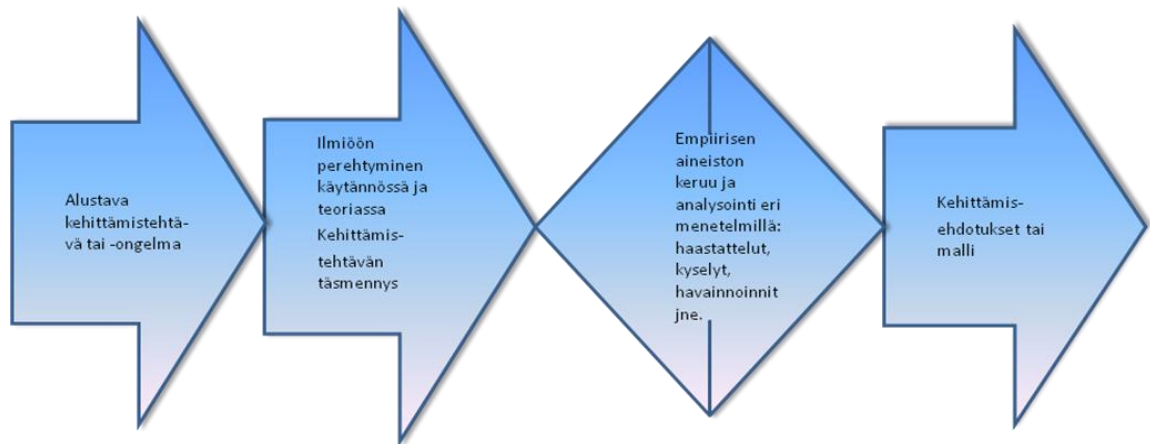 Alustava
kehittämistehtä-
vä tai -ongelma
Ilmiöön
perehtyminen
käytännössä ja
teoriassa
Kehittämis-
tehtävän
täsmennys
Empiirisen
aineiston
keruu ja
analysointi eri
menetelmillä:
haastattelut,
kyselyt,
havainnoinnit
jne.
Kehittämis-
ehdotukset tai
malli